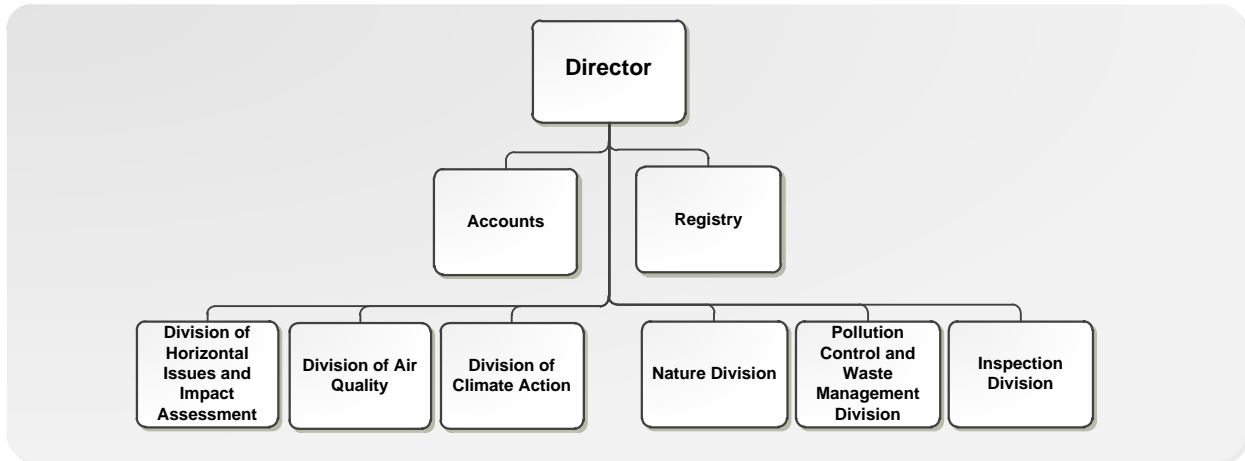 Director
Accounts
Registry
Division of
Horizontal
Issues and
Impact
Assessment
Division of Air
Quality
Division of
Climate Action
Nature Division
Pollution
Control and
Waste
Management
Division
Inspection
Division